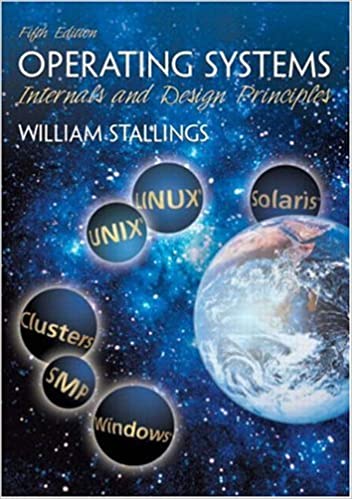 Fifth Edition
OPERATING SYSTEMS
Internals and Design Principles
WILLIAM STALLINGS
LINUX®
Solaris®
UNIX®
Clusters
SMP
Windows®